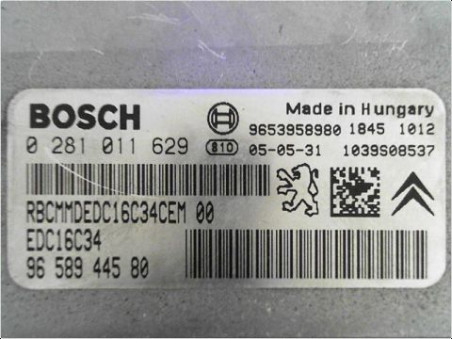 BOSCH
Made in Hungary
9653958980 1845 1012
0 281 011 629 810 05-05-31 1039S08537
RBCMMDEDC16C34CEM 00
EDC16C34
96 589 445 80